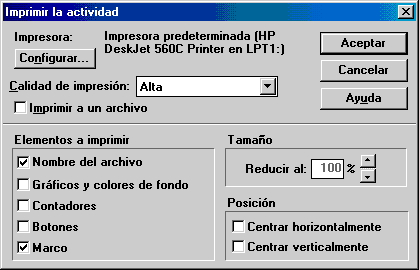 Imprimir la actividad
Impresora:
Impresora predeterminada (HP
DeskJet 560C Printer en LPT1:)
Configurar...
Aceptar
Cancelar
Ayuda
Calidad de impresión:
Alta
Imprimir a un archivo
Elementos a imprimir
Nombre del archivo
Gráficos y colores de fondo
Contadores
Botones
Marco
Tamaño
Reducir al: 100 %
Posición
Centrar horizontalmente
Centrar verticalmente